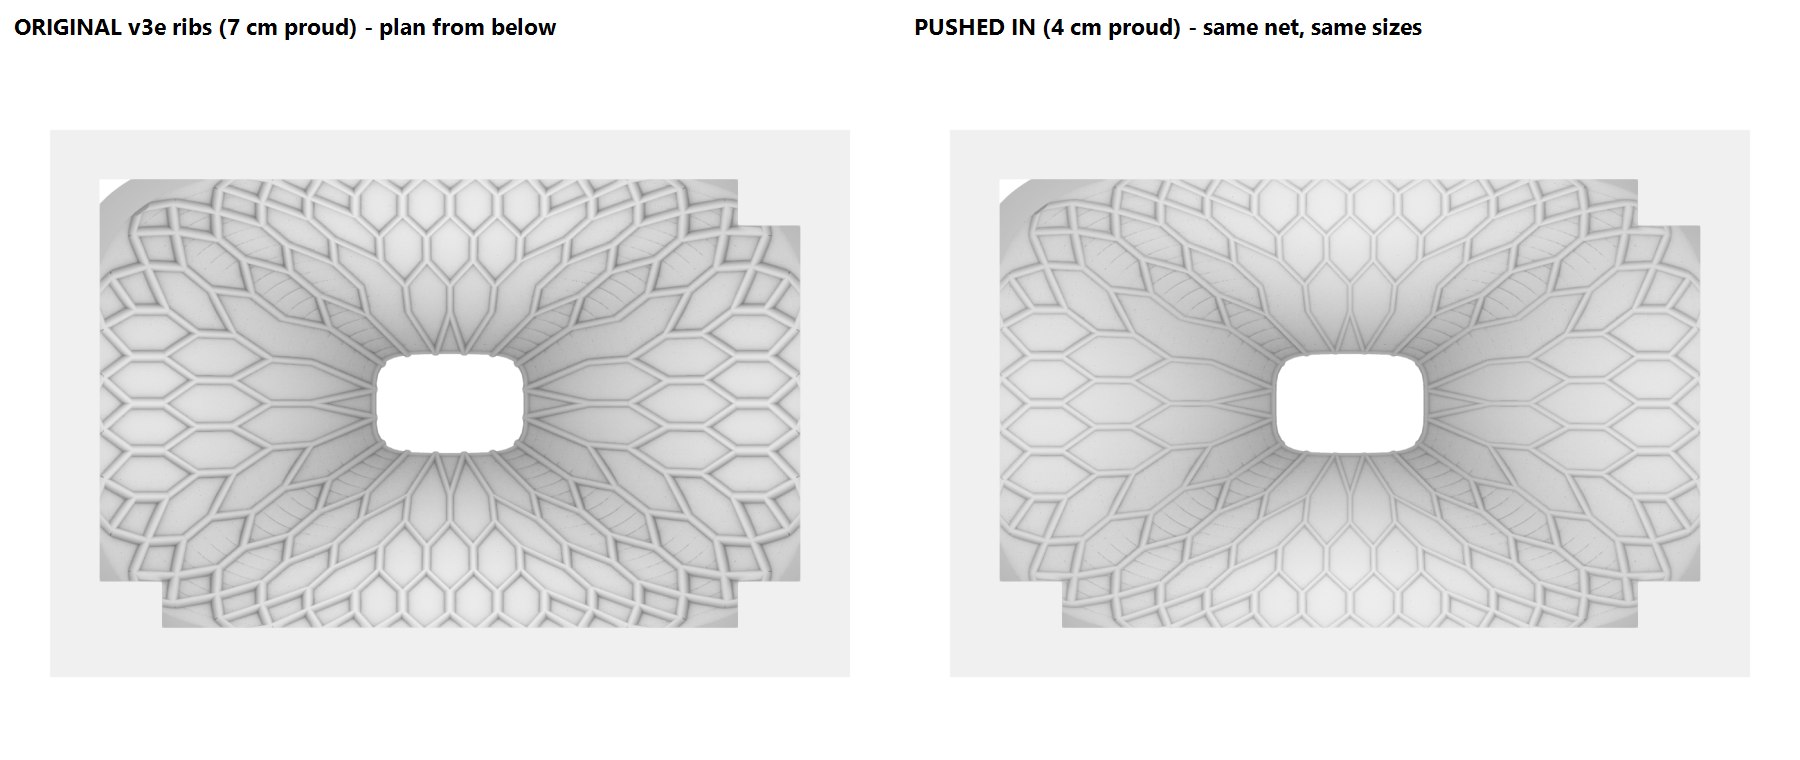 ORIGINAL v3e ribs (7 cm proud) - plan from below
PUSHED IN (4 cm proud) - same net, same sizes